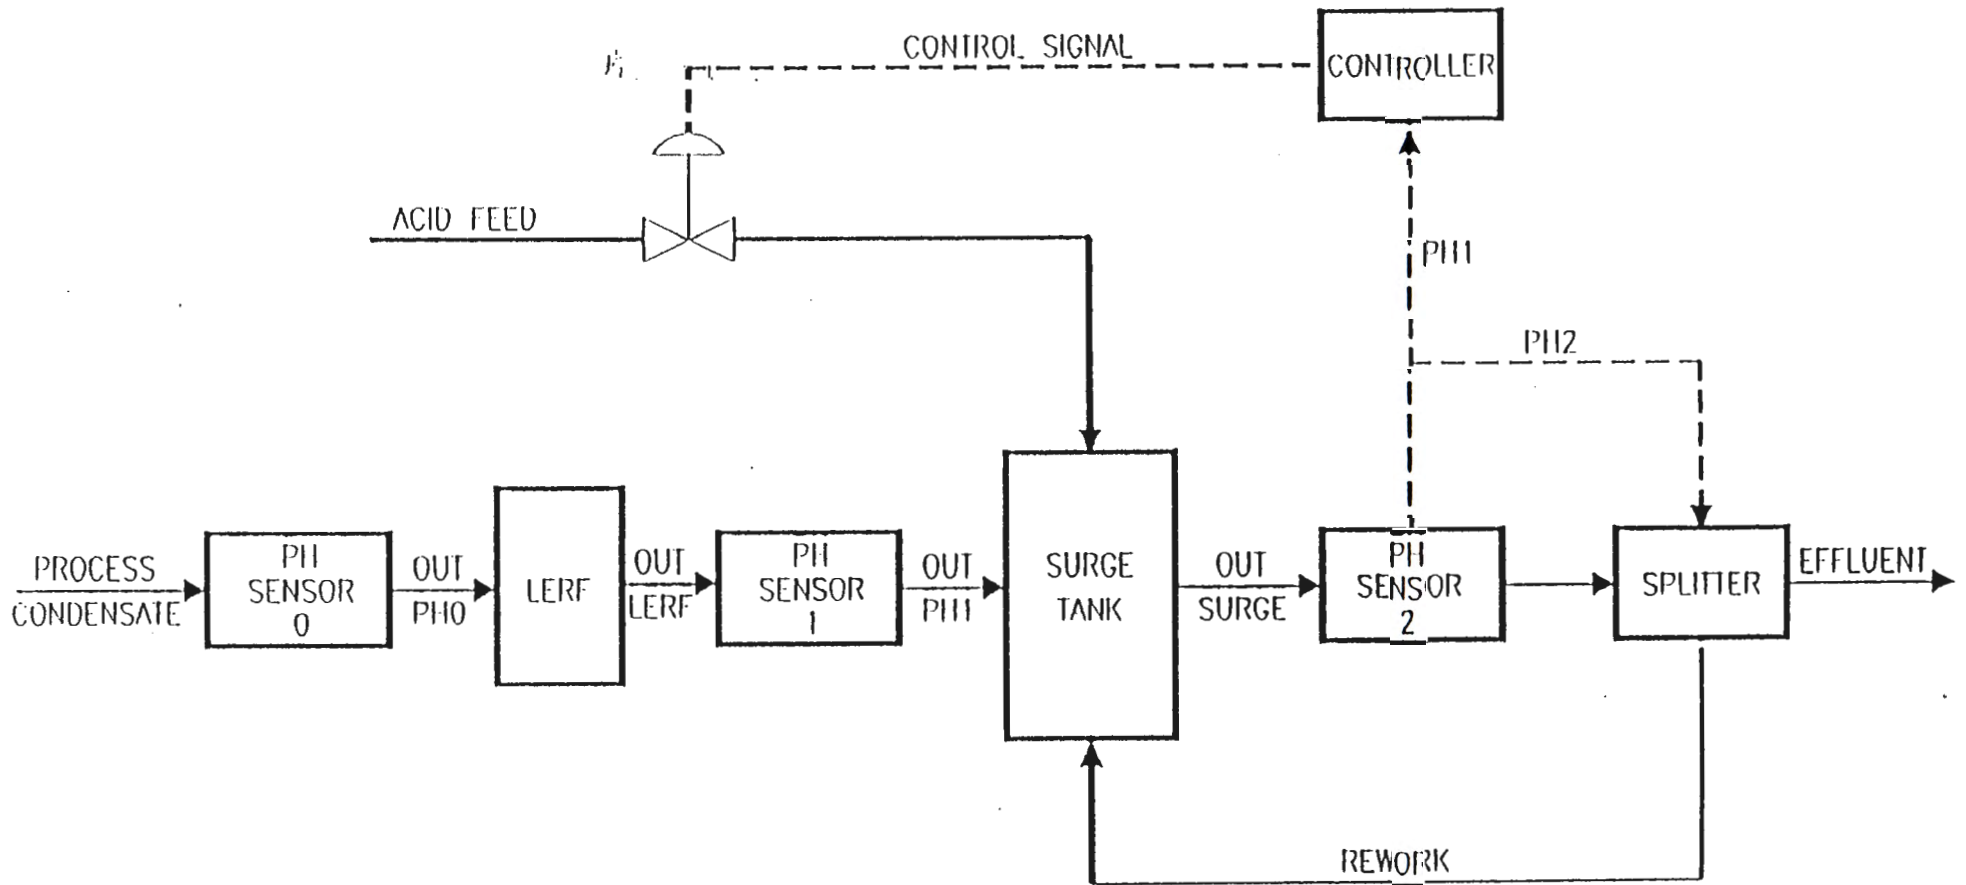 CONTROL SIGNAL
CONTROLLER
ACID FEED
PH1
PH2
PROCESS
CONDENSATE
PH
SENSOR
0
OUT
PH0
LERF
OUT
LERF
PH
SENSOR
1
OUT
PH1
SURGE
TANK
OUT
SURGE
PH
SENSOR
2
SPLITTER
EFFLUENT
REWORK